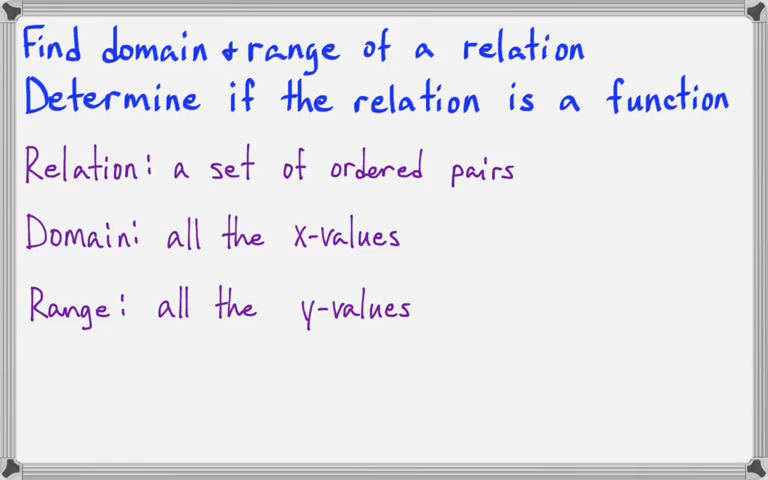 Find domain + range of a relation
Determine if the relation is a function
Relation: a set of ordered pairs
Domain: all the x-values
Range: all the y-values